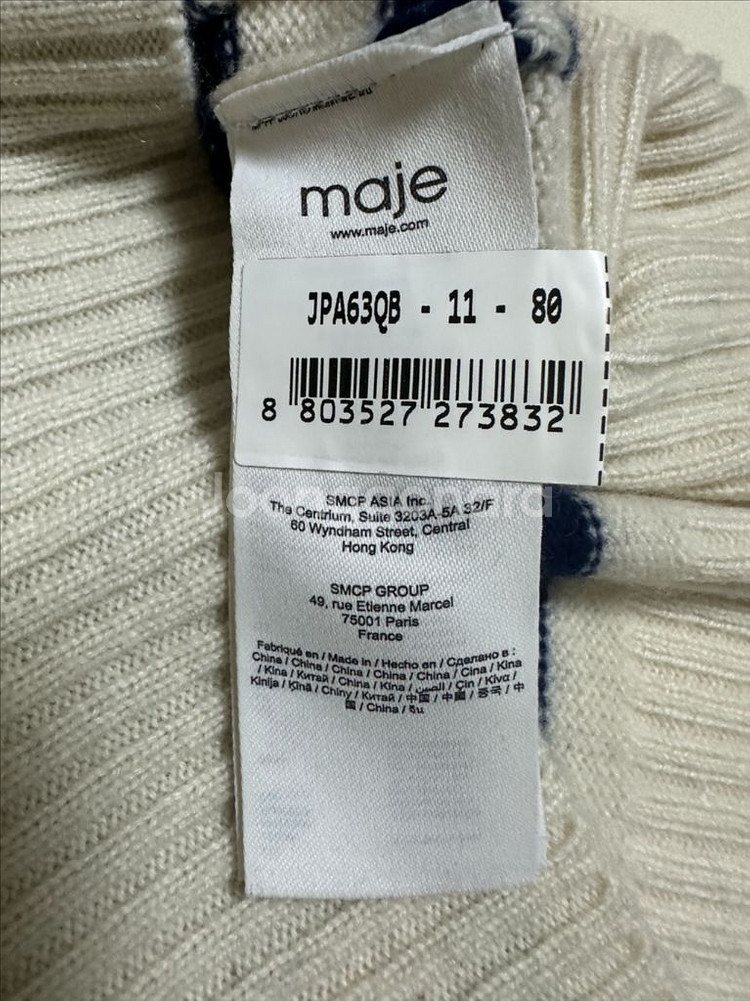 maje
www.maje.com
JPA63QB - 11 - 80
8 803527 273832
SMCP ASIA Inc.
The Centrium, Suite 3203A-5A 32/F
60 Wyndham Street, Central
Hong Kong
SMCP GROUP
49, rue Etienne Marcel
75001 Paris
France
Fabriqué en / Made in / Hecho en / Сделано в :
China / China / China / China / China / Cina / Kina
/ Kina / Китай / China / Kina / الصين / Çin / Κίνα /
Kinija / Ķīnā / Chiny / Китай / 中国 / 中國 / 중국 / 中
国 / China / จีน